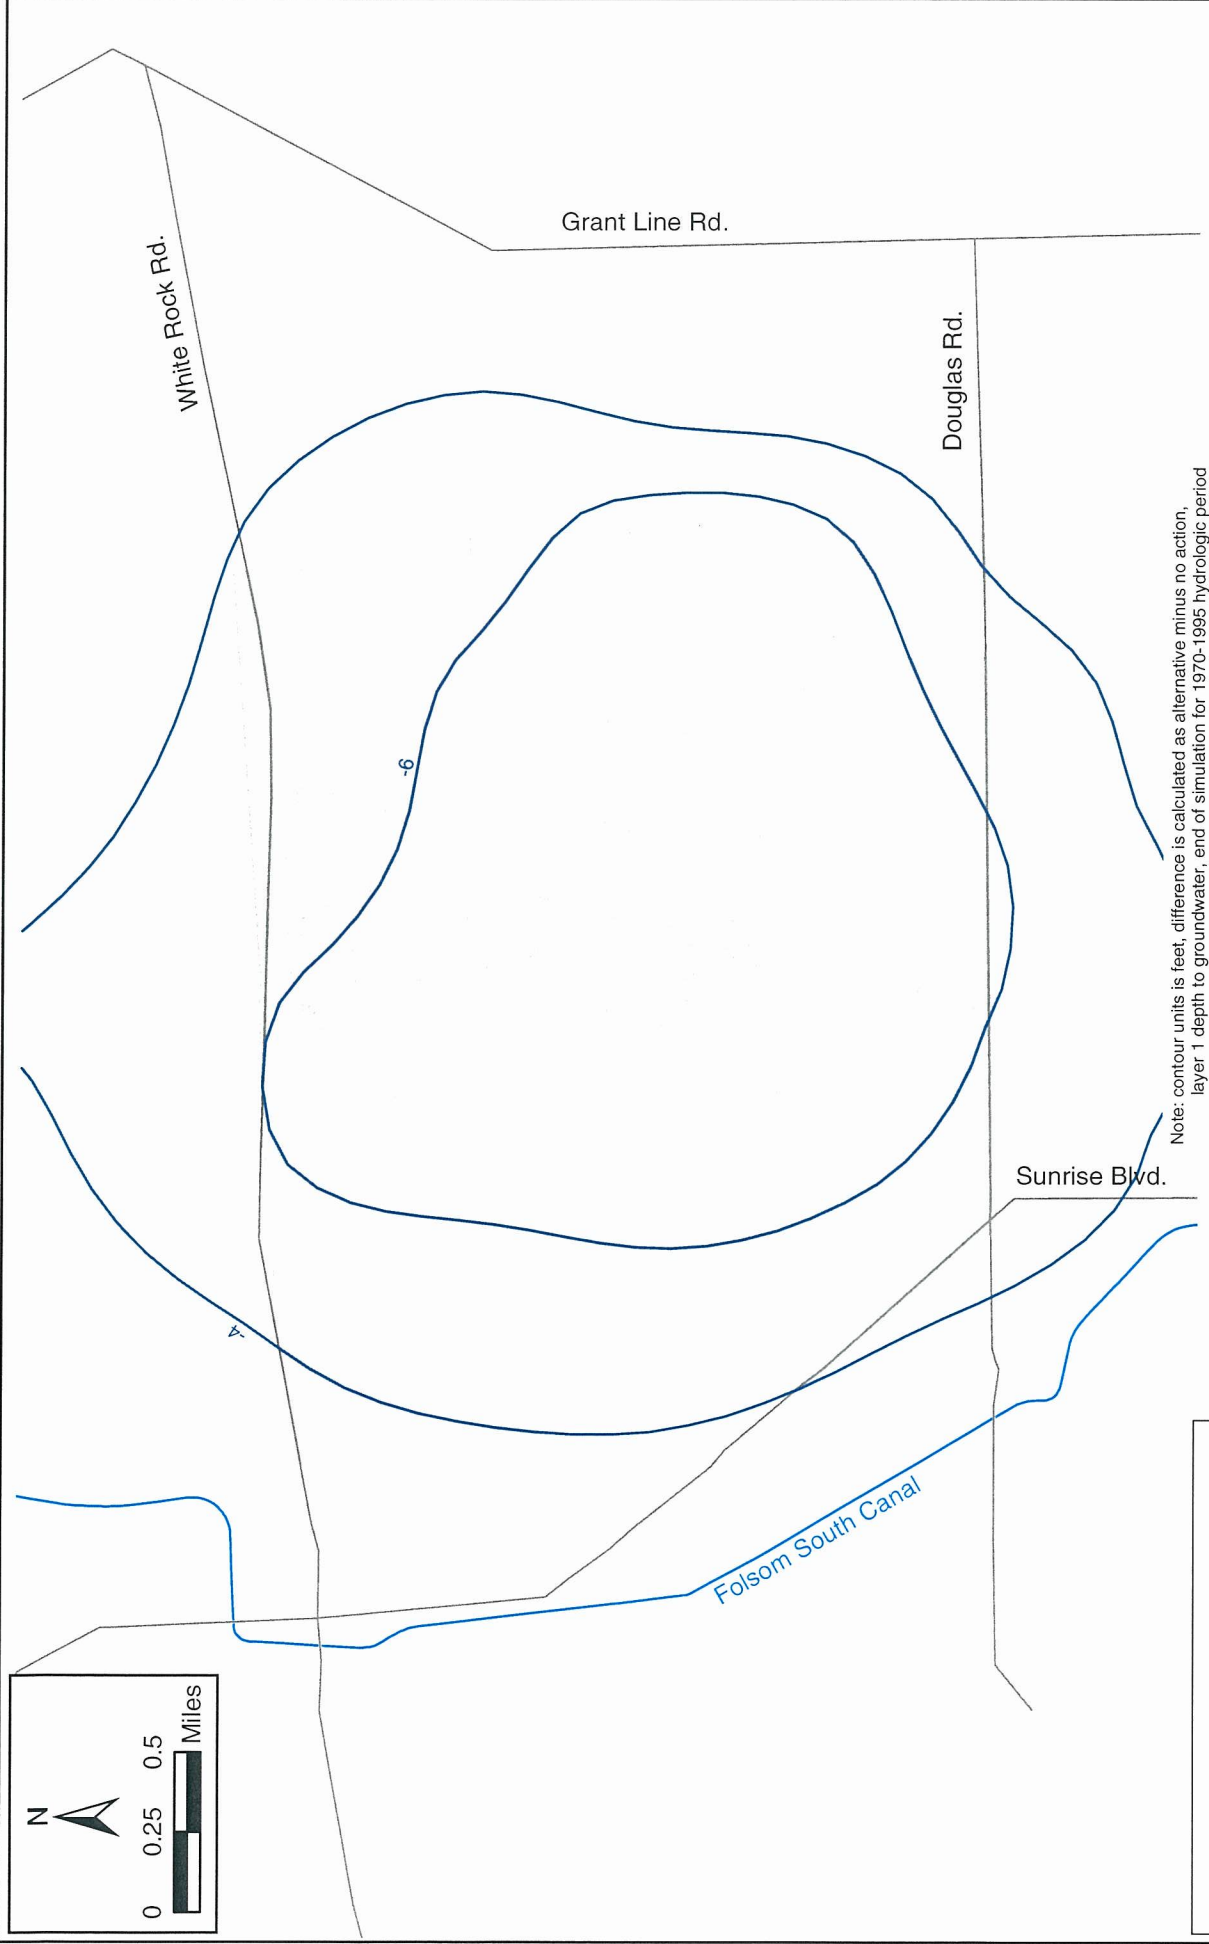 N
0 0.25 0.5
Miles
White Rock Rd.
Grant Line Rd.
Douglas Rd.
Sunrise Blvd.
Folsom South Canal
-4
-6
Note: contour units is feet, difference is calculated as alternative minus no action,
layer 1 depth to groundwater, end of simulation for 1970-1995 hydrologic period